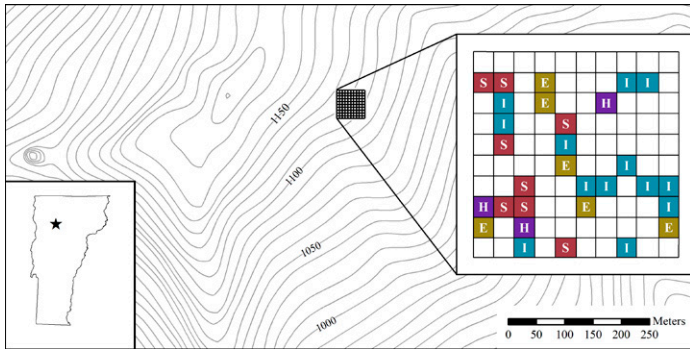 S S E I I
I E H
I S
S I
E I
S I I I I
H S S E I
E H E
I S I
1150
1100
1050
1000
Meters
0 50 100 150 200 250